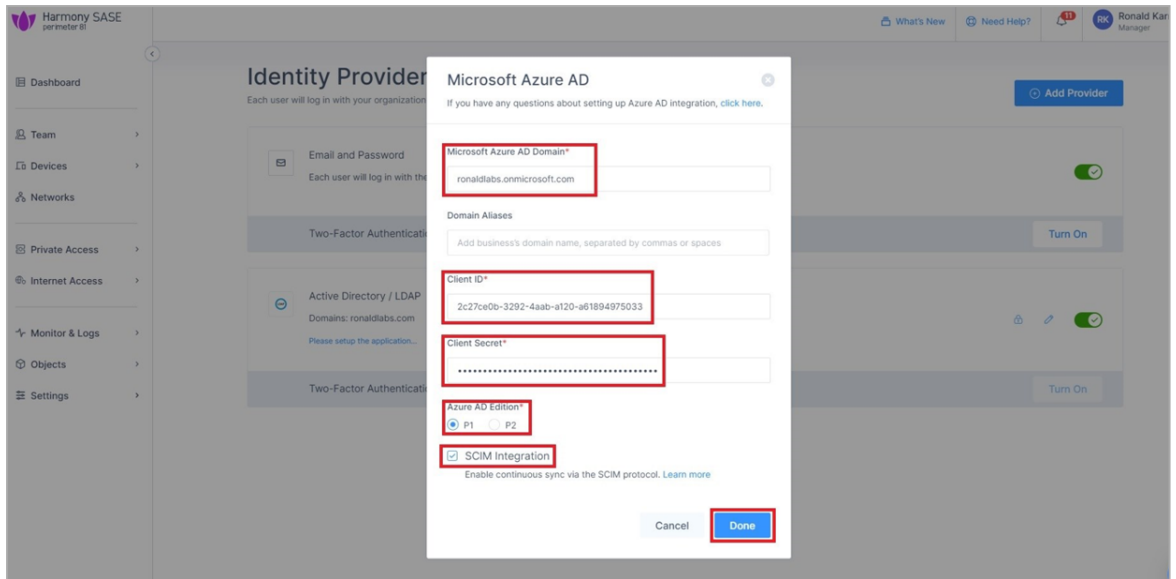 Harmony SASE
perimeter 81
What's New
Need Help?
11
RK
Ronald Kar
Manager
Dashboard
Team
Devices
Networks
Private Access
Internet Access
Monitor & Logs
Objects
Settings
Identity Provider
Each user will log in with your organization
Add Provider
Email and Password
Each user will log in with the
Two-Factor Authenticati
Turn On
Active Directory / LDAP
Domains: ronaldlabs.com
Please setup the application...
Two-Factor Authenticati
Turn On
Microsoft Azure AD
If you have any questions about setting up Azure AD integration, click here.
Microsoft Azure AD Domain*
ronaldlabs.onmicrosoft.com
Domain Aliases
Add business's domain name, separated by commas or spaces
Client ID*
2c27ce0b-3292-4aab-a120-a61894975033
Client Secret*
Azure AD Edition*
P1 P2
SCIM Integration
Enable continuous sync via the SCIM protocol. Learn more
Cancel
Done